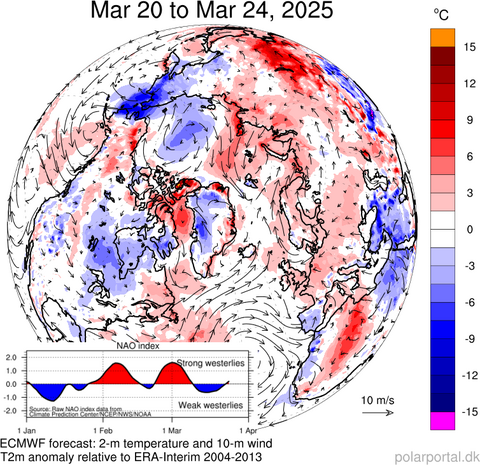 Mar 20 to Mar 24, 2025
°C
15
12
9
6
3
0
-1
-3
-6
-9
-12
-15
10 m/s
NAO index
2.0
1.0
0.0
-1.0
-2.0
Strong westerlies
Weak westerlies
Source: Raw NAO index data from
Climate Prediction Center/NCEP/NWS/NOAA
1 Jan
1 Feb
1 Mar
1 Apr
ECMWF forecast: 2-m temperature and 10-m wind
T2m anomaly relative to ERA-Interim 2004-2013
polarportal.dk